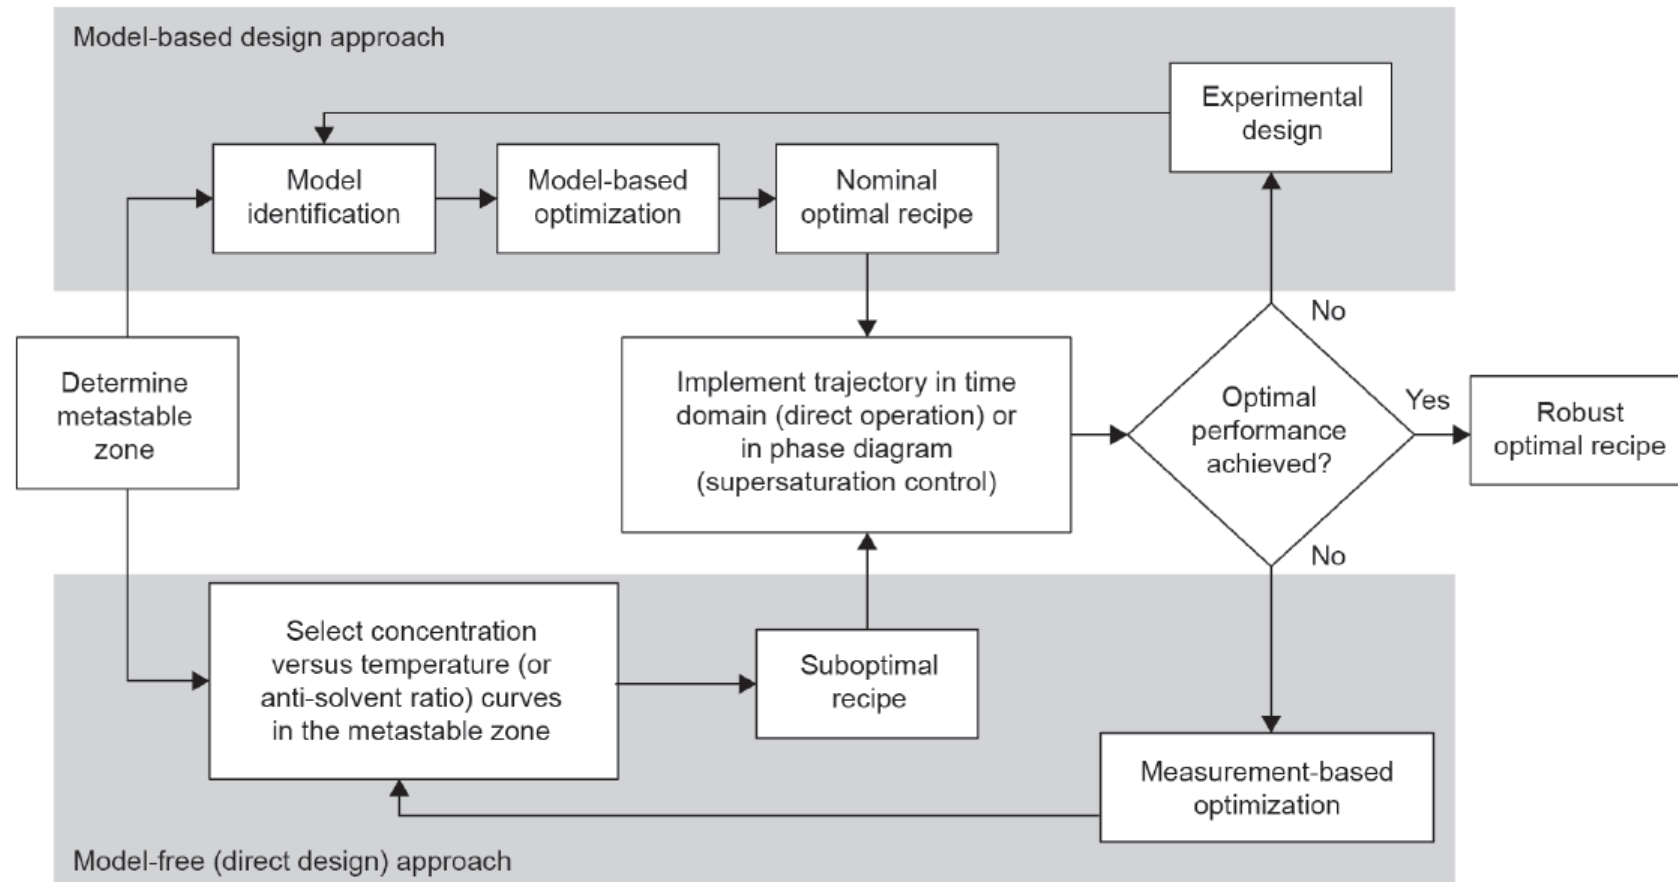 Model-based design approach
Experimental
design
Model
identification
Model-based
optimization
Nominal
optimal recipe
No
Determine
metastable
zone
Implement trajectory in time
domain (direct operation) or
in phase diagram
(supersaturation control)
Optimal
performance
achieved?
Yes
Robust
optimal recipe
No
Select concentration
versus temperature (or
anti-solvent ratio) curves
in the metastable zone
Suboptimal
recipe
Measurement-based
optimization
Model-free (direct design) approach